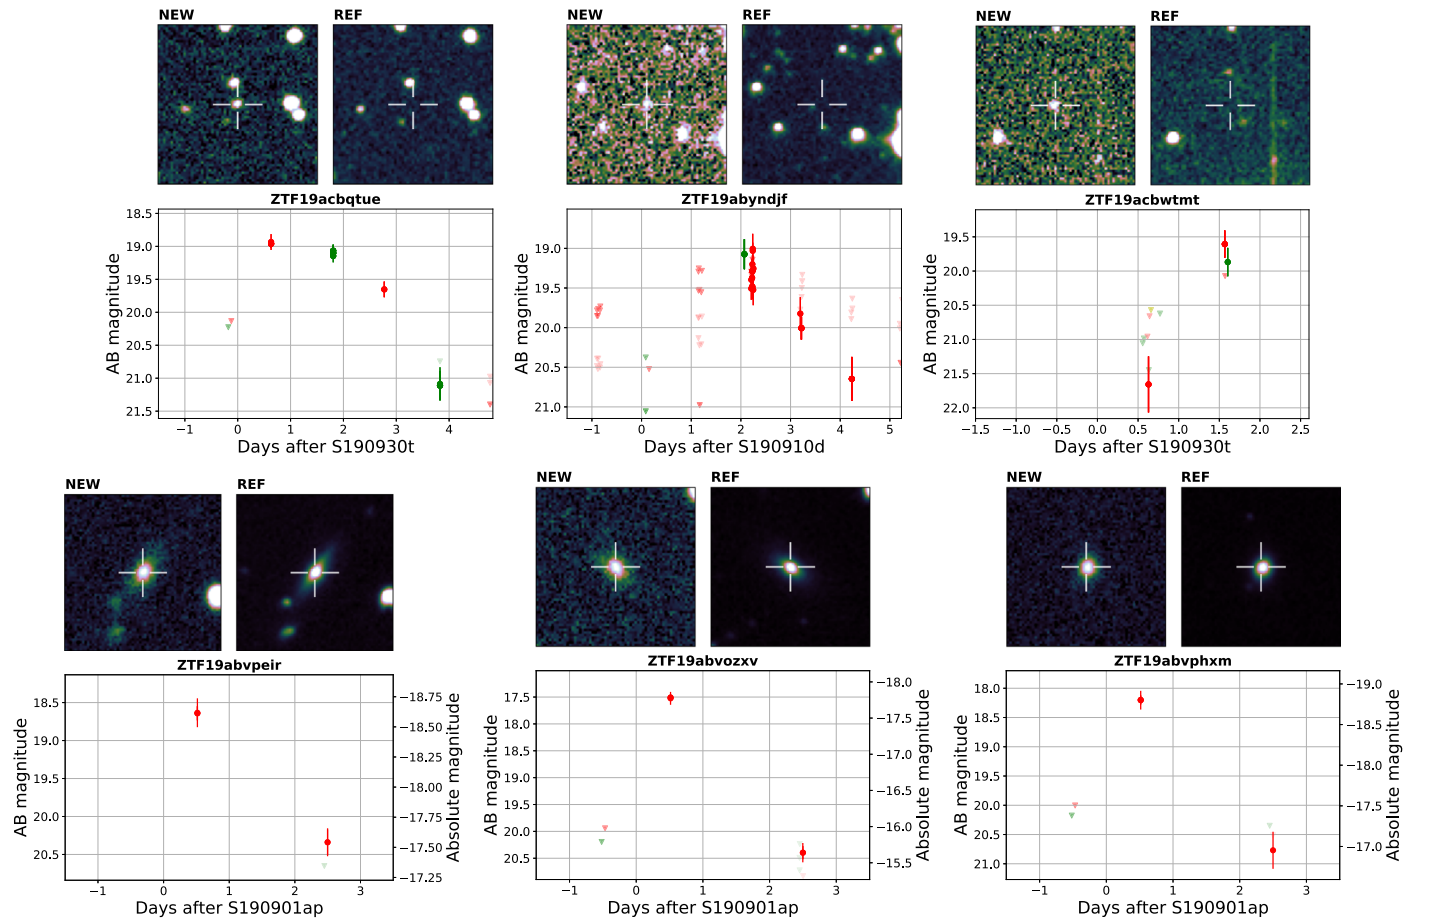 NEW REF
NEW REF
NEW REF
ZTF19acbqtue
ZTF19abyndjf
ZTF19acbwtmt
AB magnitude
18.5
19.0
19.5
20.0
20.5
21.0
21.5
−1 0 1 2 3 4
Days after S190930t
AB magnitude
19.0
19.5
20.0
20.5
21.0
−1 0 1 2 3 4 5
Days after S190910d
AB magnitude
19.5
20.0
20.5
21.0
21.5
22.0
−1.5 −1.0 −0.5 0.0 0.5 1.0 1.5 2.0 2.5
Days after S190930t
NEW REF
NEW REF
NEW REF
ZTF19abvpeir
ZTF19abvozxv
ZTF19abvphxm
AB magnitude
18.5
19.0
19.5
20.0
20.5
−1 0 1 2 3
Days after S190901ap
−18.75
−18.50
−18.25
−18.00
−17.75
−17.50
−17.25
Absolute magnitude
AB magnitude
17.5
18.0
18.5
19.0
19.5
20.0
20.5
−1 0 1 2 3
Days after S190901ap
−18.0
−17.5
−17.0
−16.5
−16.0
−15.5
Absolute magnitude
AB magnitude
18.0
18.5
19.0
19.5
20.0
20.5
21.0
−1 0 1 2 3
Days after S190901ap
−19.0
−18.5
−18.0
−17.5
−17.0
Absolute magnitude